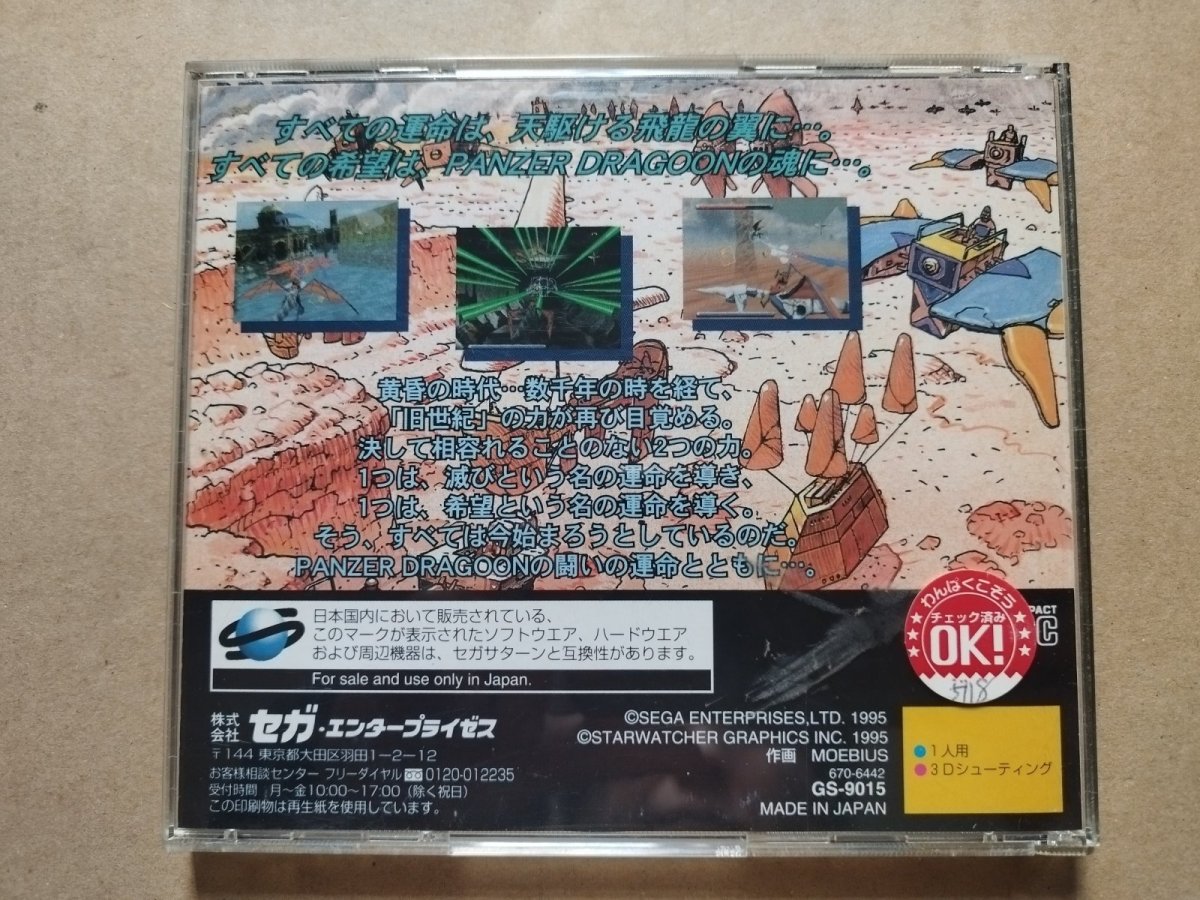 すべての運命は、天駆ける飛龍の翼に…。
すべての希望は、PANZER DRAGOONの魂に…。
黄昏の時代…数千年の時を経て、
「旧世紀」の力が再び目覚める。
決して相容れることのない2つの力。
1つは、滅びという名の運命を導き、
1つは、希望という名の運命を導く。
そう、すべては今始まろうとしているのだ。
PANZER DRAGOONの闘いの運命とともに…。
日本国内において販売されている、
このマークが表示されたソフトウエア、ハードウエア
および周辺機器は、セガサターンと互換性があります。
For sale and use only in Japan.
わんぱくこぞう
チェック済み
OK!
株式会社 セガ・エンタープライゼス
〒144 東京都大田区羽田1-2-12
お客様相談センター フリーダイヤル 0120-012235
受付時間 月〜金10:00〜17:00（除く祝日）
この印刷物は再生紙を使用しています。
©SEGA ENTERPRISES,LTD. 1995
©STARWATCHER GRAPHICS INC. 1995
作画 MOEBIUS
670-6442
GS-9015
MADE IN JAPAN
1人用
3Dシューティング